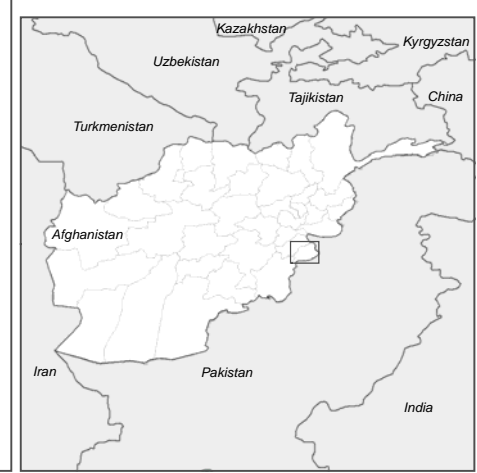 Kazakhstan
Kyrgyzstan
Uzbekistan
China
Tajikistan
Turkmenistan
Afghanistan
Iran
Pakistan
India